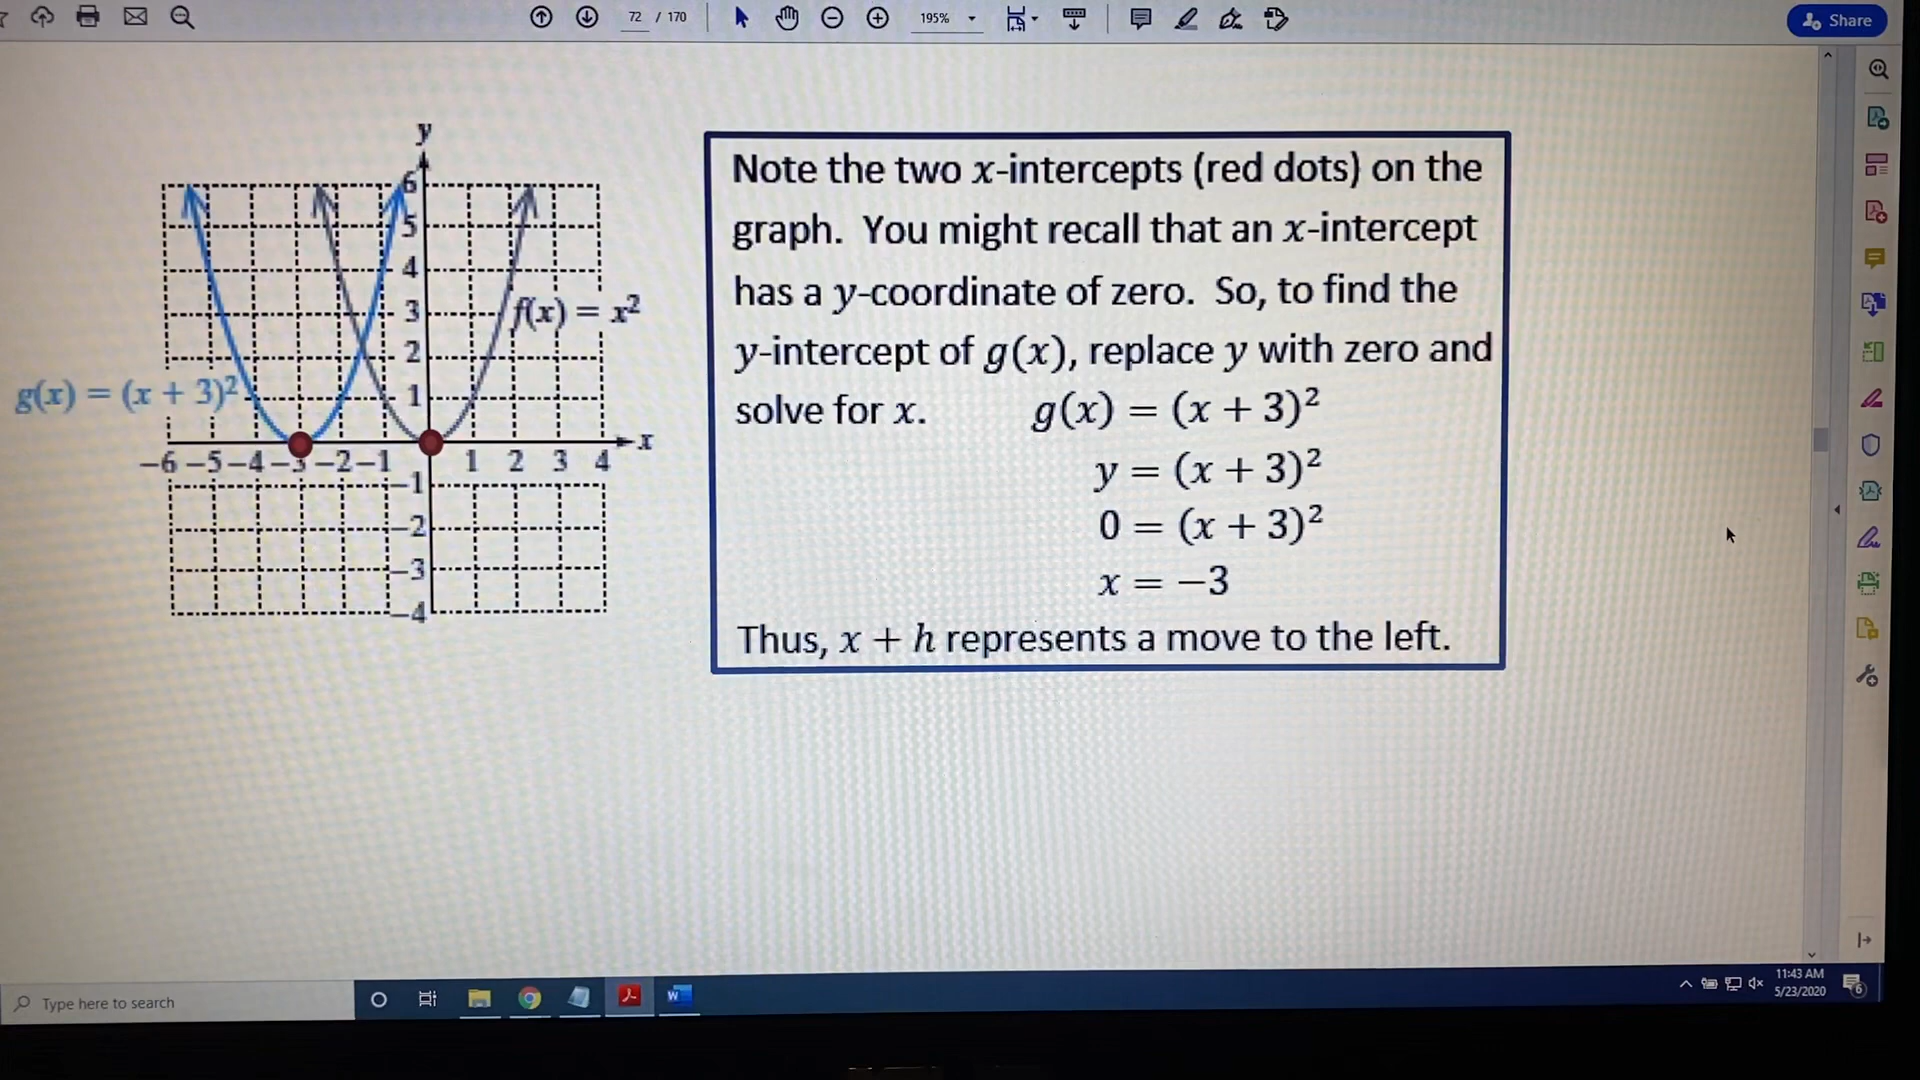 72 / 170
195%
Share
y
6
5
4
3
2
1
f(x) = x²
g(x) = (x + 3)²
x
−6 −5 −4 −3 −2 −1 1 2 3 4
−1
−2
−3
−4
Note the two x-intercepts (red dots) on the
graph. You might recall that an x-intercept
has a y-coordinate of zero. So, to find the
y-intercept of g(x), replace y with zero and
solve for x. g(x) = (x + 3)²
y = (x + 3)²
0 = (x + 3)²
x = −3
Thus, x + h represents a move to the left.
Type here to search
11:43 AM
5/23/2020
6